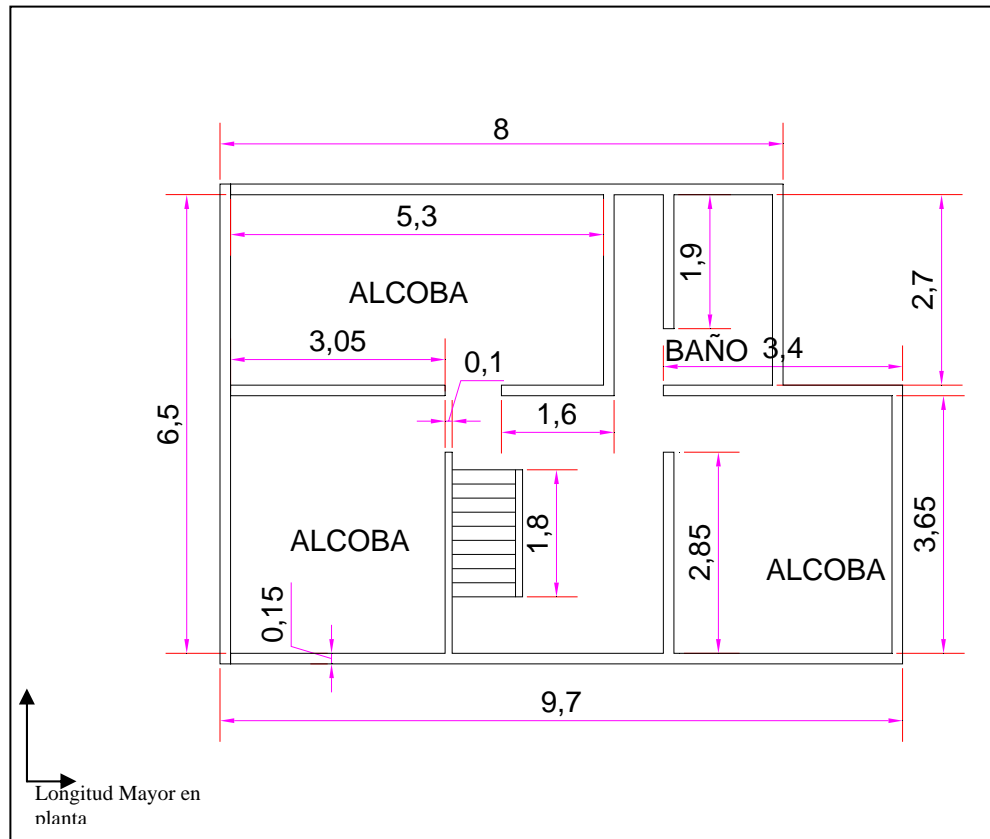 8
5,3
1,9
2,7
ALCOBA
3,05
0,1
BAÑO
3,4
1,6
6,5
1,8
2,85
3,65
ALCOBA
ALCOBA
0,15
9,7
Longitud Mayor en
planta